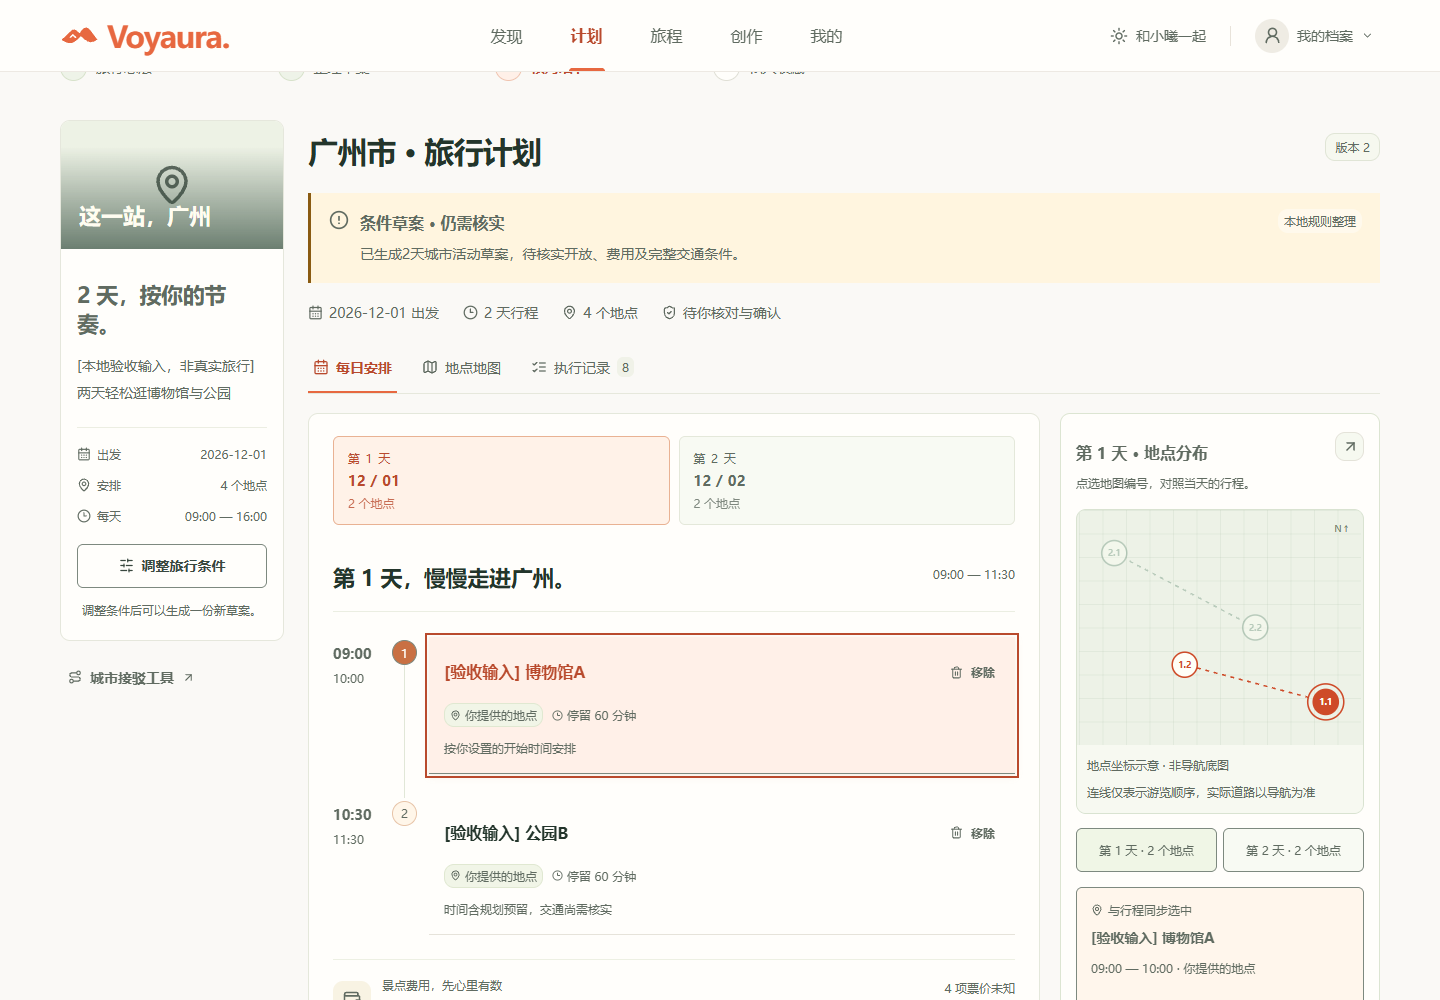 Voyaura.
发现
计划
旅程
创作
我的
和小曦一起
我的档案
这一站，广州
2 天，按你的节
奏。
[本地验收输入，非真实旅行]
两天轻松逛博物馆与公园
出发 2026-12-01
安排 4 个地点
每天 09:00 — 16:00
调整旅行条件
调整条件后可以生成一份新草案。
城市接驳工具
广州市 • 旅行计划
版本 2
条件草案 • 仍需核实
本地规则整理
已生成2天城市活动草案，待核实开放、费用及完整交通条件。
2026-12-01 出发
2 天行程
4 个地点
待你核对与确认
每日安排
地点地图
执行记录 8
第 1 天
12 / 01
2 个地点
第 2 天
12 / 02
2 个地点
第 1 天，慢慢走进广州。
09:00 — 11:30
09:00
10:00
1
[验收输入] 博物馆A
移除
你提供的地点
停留 60 分钟
按你设置的开始时间安排
10:30
11:30
2
[验收输入] 公园B
移除
你提供的地点
停留 60 分钟
时间含规划预留，交通尚需核实
景点费用，先心里有数
4 项票价未知
第 1 天 • 地点分布
点选地图编号，对照当天的行程。
N↑
2.1
2.2
1.2
1.1
地点坐标示意 · 非导航底图
连线仅表示游览顺序，实际道路以导航为准
第 1 天 · 2 个地点
第 2 天 · 2 个地点
与行程同步选中
[验收输入] 博物馆A
09:00 — 10:00 · 你提供的地点